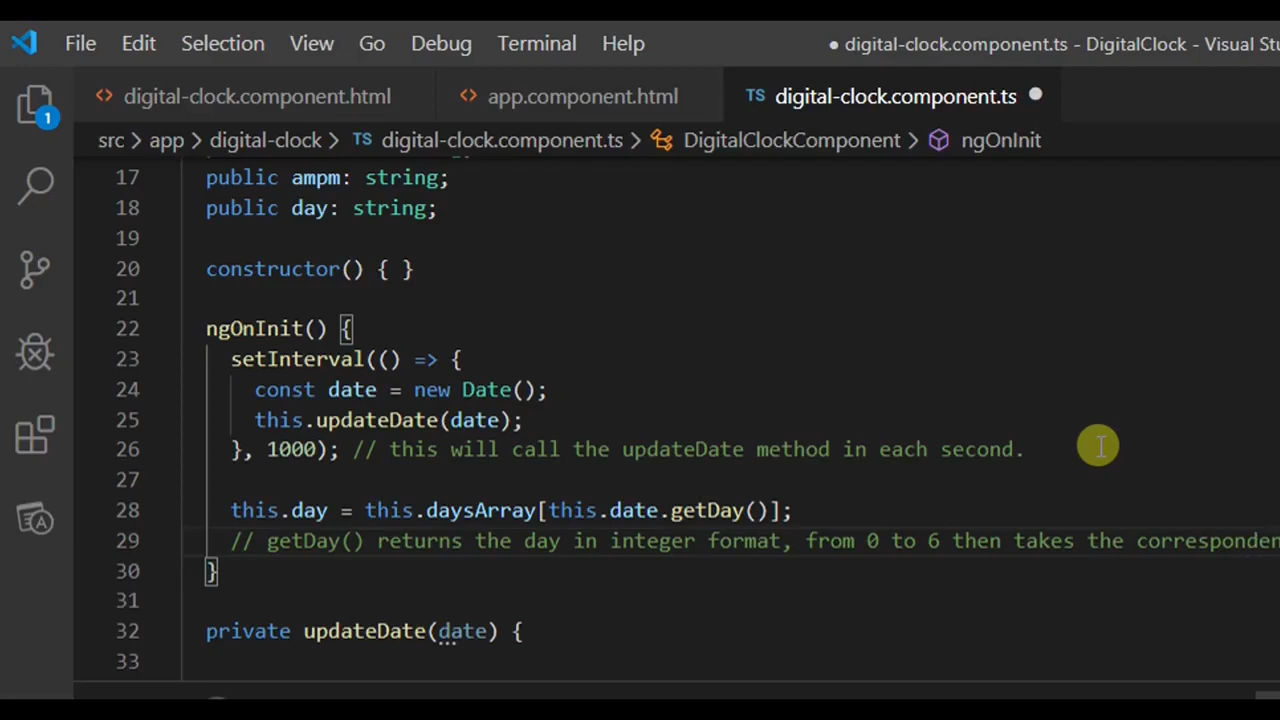 File Edit Selection View Go Debug Terminal Help ● digital-clock.component.ts - DigitalClock - Visual
digital-clock.component.html app.component.html TS digital-clock.component.ts
1
src > app > digital-clock > TS digital-clock.component.ts > DigitalClockComponent > ngOnInit
17 public ampm: string;
18 public day: string;
19
20 constructor() { }
21
22 ngOnInit() {
23 setInterval(() => {
24 const date = new Date();
25 this.updateDate(date);
26 }, 1000); // this will call the updateDate method in each second.
27
28 this.day = this.daysArray[this.date.getDay()];
29 // getDay() returns the day in integer format, from 0 to 6 then takes the
30 }
31
32 private updateDate(date) {
33